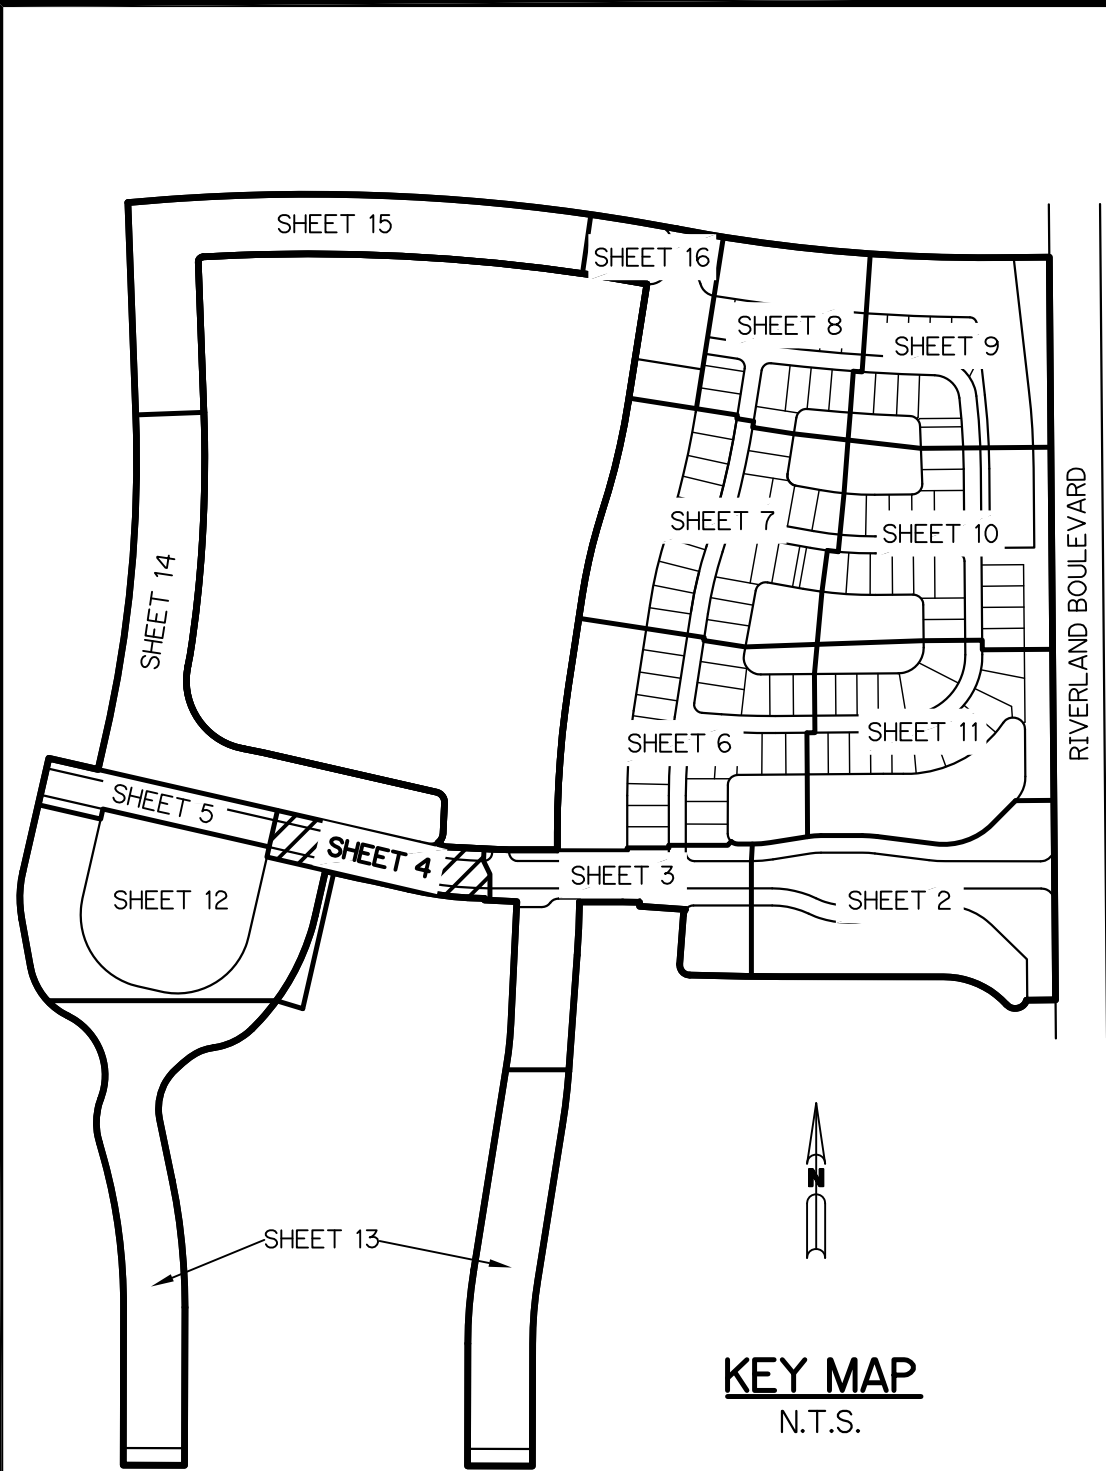 SHEET 15
SHEET 16
SHEET 8
SHEET 9
SHEET 7
SHEET 10
RIVERLAND BOULEVARD
SHEET 14
SHEET 6
SHEET 11
SHEET 5
SHEET 4
SHEET 3
SHEET 12
SHEET 2
N
SHEET 13
KEY MAP
N.T.S.